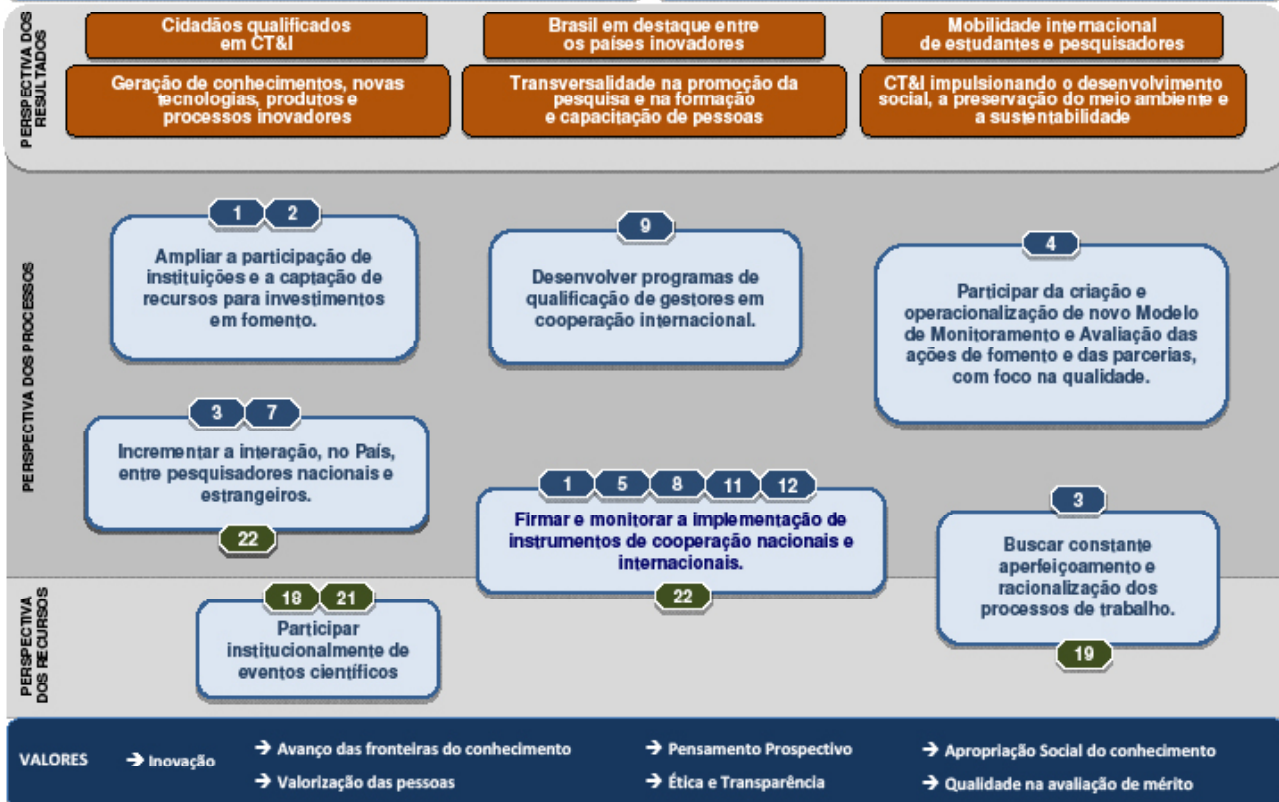 PERSPECTIVA DOS
RESULTADOS
Cidadãos qualificados
em CT&I
Brasil em destaque entre
os países inovadores
Mobilidade internacional
de estudantes e pesquisadores
Geração de conhecimentos, novas
tecnologias, produtos e
processos inovadores
Transversalidade na promoção da
pesquisa e na formação
e capacitação de pessoas
CT&I impulsionando o desenvolvimento
social, a preservação do meio ambiente e
a sustentabilidade
PERSPECTIVA DOS PROCESSOS
1 2
Ampliar a participação de
instituições e a captação de
recursos para investimentos
em fomento.
9
Desenvolver programas de
qualificação de gestores em
cooperação internacional.
4
Participar da criação e
operacionalização de novo Modelo
de Monitoramento e Avaliação das
ações de fomento e das parcerias,
com foco na qualidade.
3 7
Incrementar a interação, no País,
entre pesquisadores nacionais e
estrangeiros.
22
1 5 8 11 12
Firmar e monitorar a implementação de
instrumentos de cooperação nacionais e
internacionais.
22
3
Buscar constante
aperfeiçoamento e
racionalização dos
processos de trabalho.
19
PERSPECTIVA
DOS RECURSOS
18 21
Participar
institucionalmente de
eventos científicos
VALORES
→ Inovação
→ Avanço das fronteiras do conhecimento
→ Valorização das pessoas
→ Pensamento Prospectivo
→ Ética e Transparência
→ Apropriação Social do conhecimento
→ Qualidade na avaliação de mérito